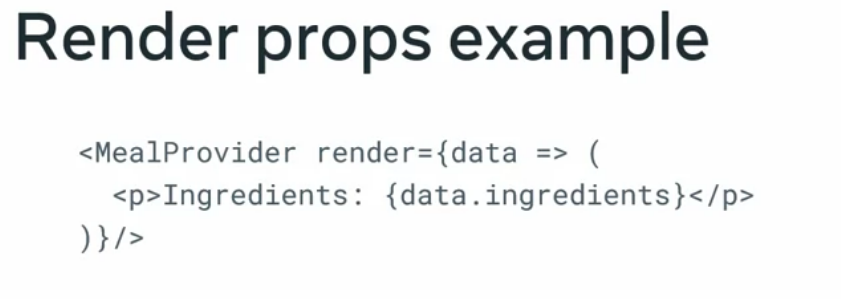 Render props example
<MealProvider render={data => (
<p>Ingredients: {data.ingredients}</p>
)}/>